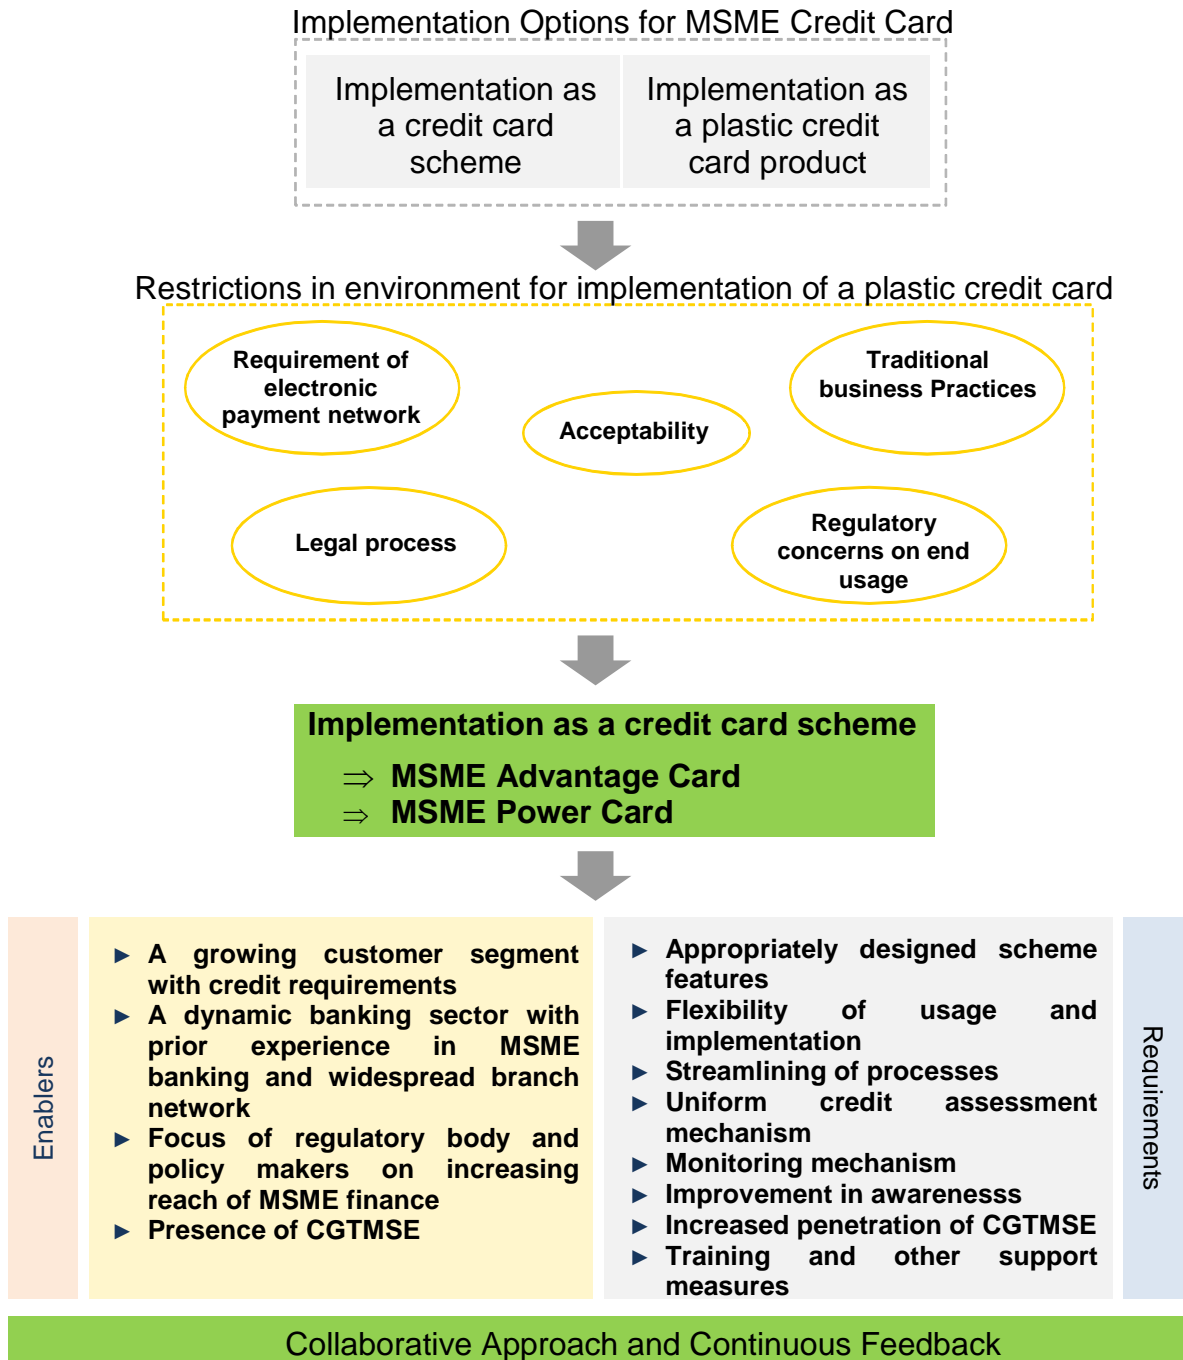 Implementation Options for MSME Credit Card
Implementation as
a credit card
scheme
Implementation as
a plastic credit
card product
Restrictions in environment for implementation of a plastic credit card
Requirement of
electronic
payment network
Acceptability
Traditional
business Practices
Legal process
Regulatory
concerns on end
usage
Implementation as a credit card scheme
⇒ MSME Advantage Card
⇒ MSME Power Card
Enablers
► A growing customer segment
with credit requirements
► A dynamic banking sector with
prior experience in MSME
banking and widespread branch
network
► Focus of regulatory body and
policy makers on increasing
reach of MSME finance
► Presence of CGTMSE
► Appropriately designed scheme
features
► Flexibility of usage and
implementation
► Streamlining of processes
► Uniform credit assessment
mechanism
► Monitoring mechanism
► Improvement in awarenesss
► Increased penetration of CGTMSE
► Training and other support
measures
Requirements
Collaborative Approach and Continuous Feedback